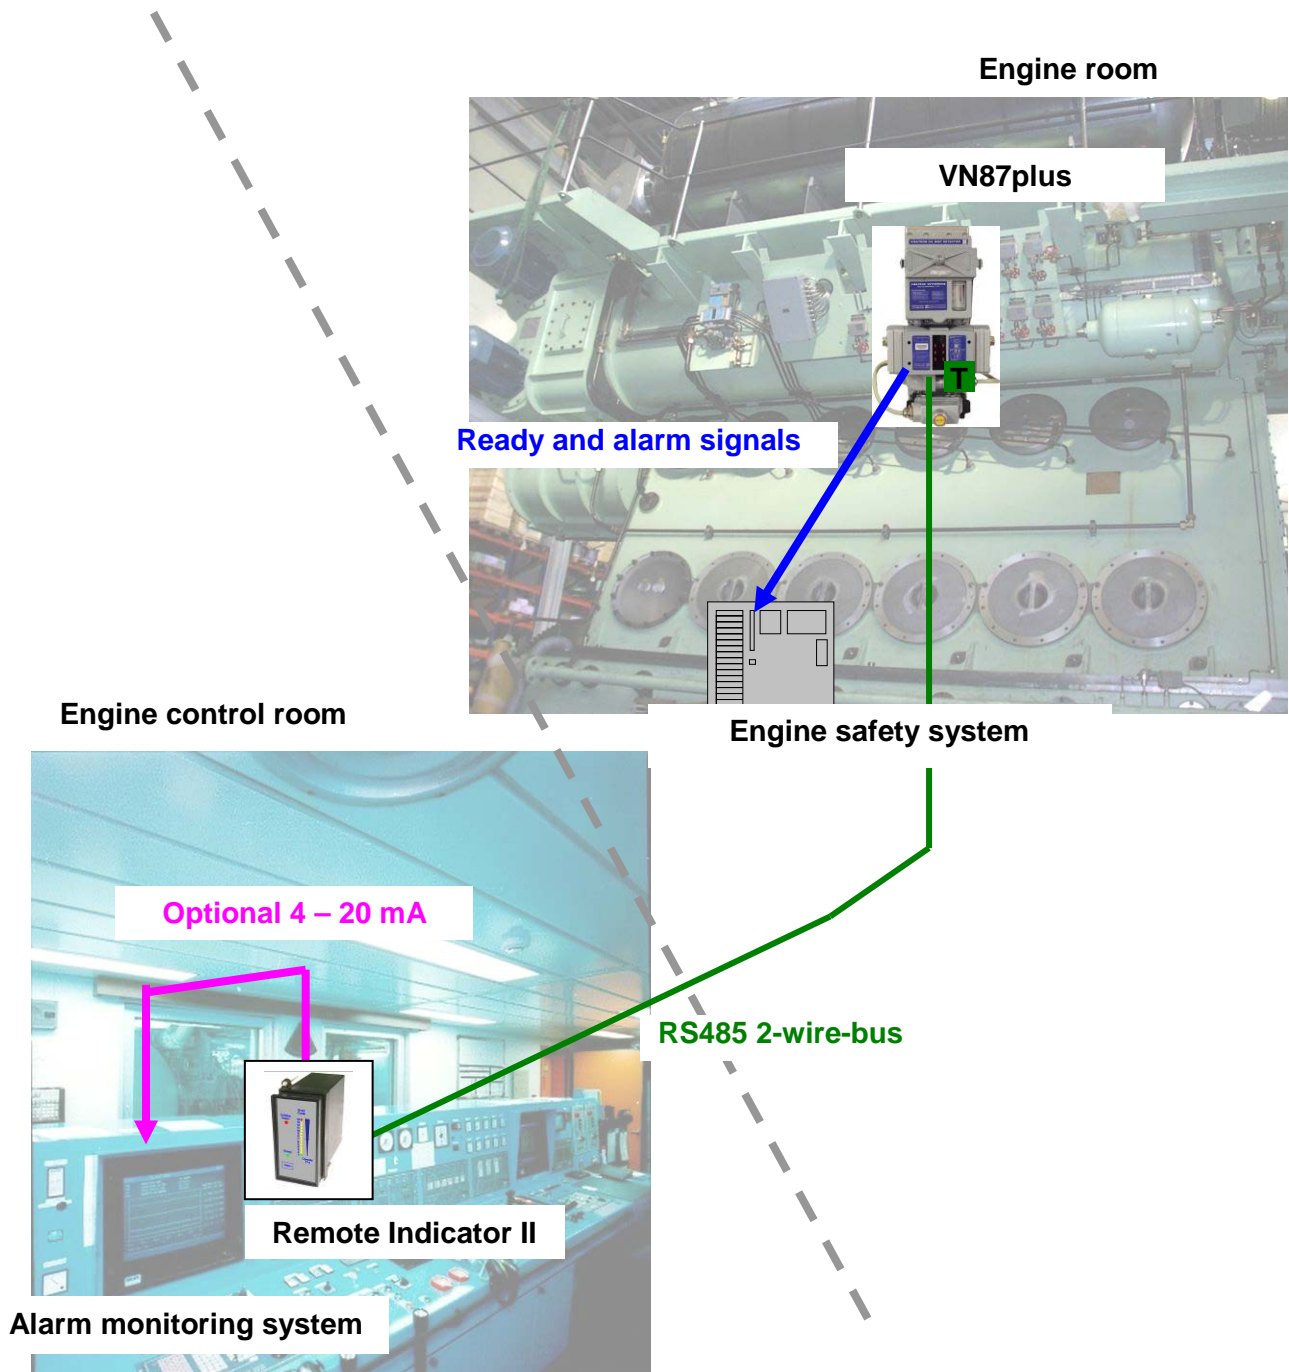 Engine room
VN87plus
T
Ready and alarm signals
Engine control room
Engine safety system
Optional 4 – 20 mA
RS485 2-wire-bus
Remote Indicator II
Alarm monitoring system